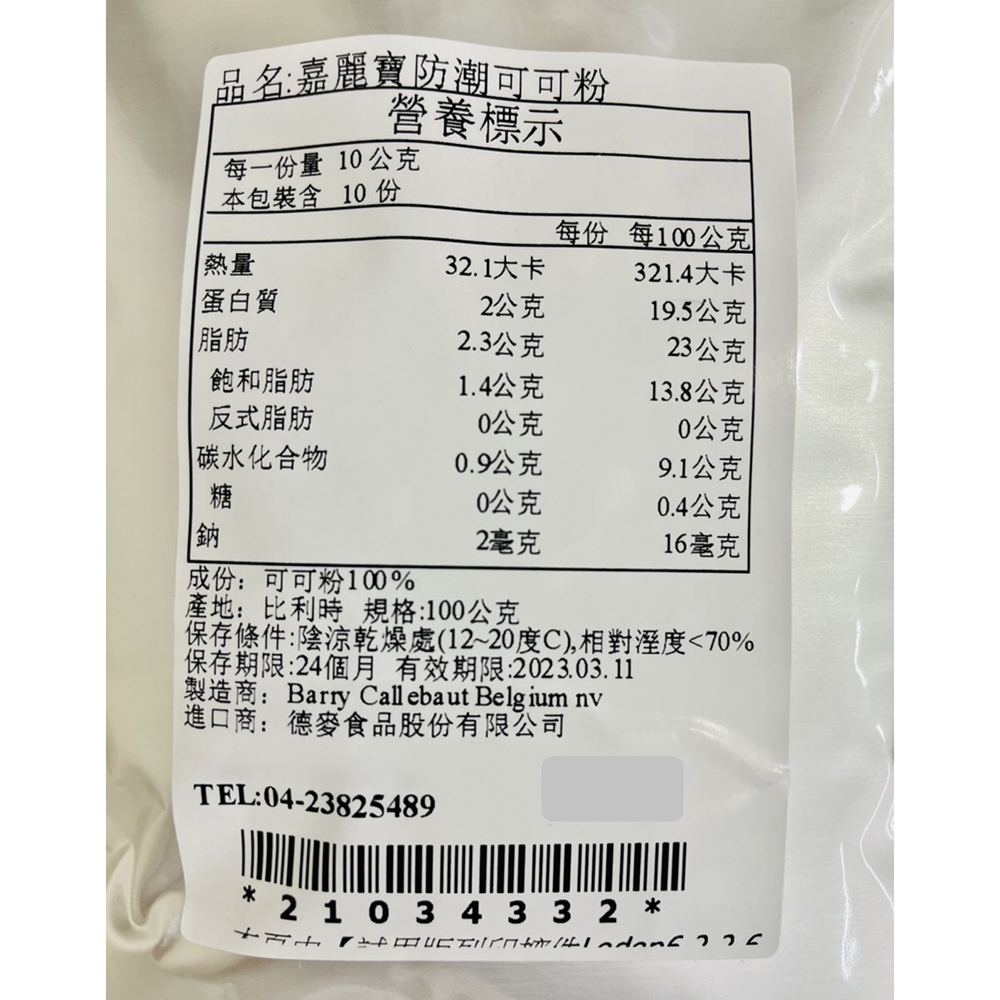 品名:嘉麗寶防潮可可粉
營養標示
每一份量 10公克
本包裝含 10 份
每份 每100公克
熱量 32.1大卡 321.4大卡
蛋白質 2公克 19.5公克
脂肪 2.3公克 23公克
飽和脂肪 1.4公克 13.8公克
反式脂肪 0公克 0公克
碳水化合物 0.9公克 9.1公克
糖 0公克 0.4公克
鈉 2毫克 16毫克
成份：可可粉100%
產地：比利時 規格:100公克
保存條件:陰涼乾燥處(12~20度C),相對溼度<70%
保存期限:24個月 有效期限:2023.03.11
製造商：Barry Callebaut Belgium nv
進口商：德麥食品股份有限公司
TEL:04-23825489
*21034332*